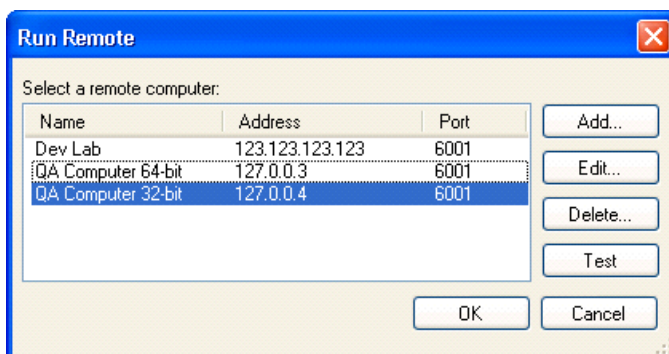 Run Remote
Select a remote computer:
Name Address Port
Dev Lab 123.123.123.123 6001
QA Computer 64-bit 127.0.0.3 6001
QA Computer 32-bit 127.0.0.4 6001
Add...
Edit...
Delete...
Test
OK Cancel